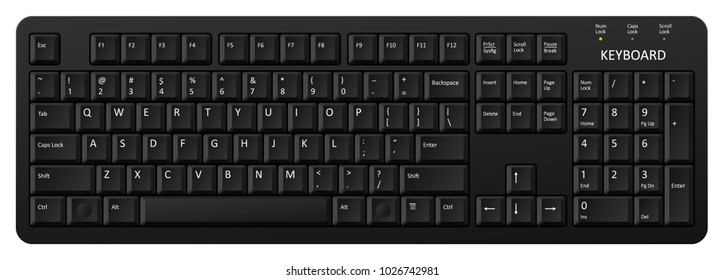 Num Lock Caps Lock Scroll Lock
KEYBOARD
Esc F1 F2 F3 F4 F5 F6 F7 F8 F9 F10 F11 F12 PrScr SysRq Scroll Lock Pause Break
~ ! @ # $ % ^ & * ( ) - +
. 1 2 3 4 5 6 7 8 9 0 - = Backspace Insert Home Page Up Num Lock / * -
Tab Q W E R T Y U I O P { [ } ] | \ Delete End Page Down 7 Home 8 9 Pg Up +
Caps Lock A S D F G H J K L : ; " , Enter 4 5 6
Shift Z X C V B N M < , > . ? / Shift ↑ 1 End 2 3 Pg Dn Enter
Ctrl Alt Alt Ctrl ← ↓ → 0 Ins . Del
shutterstock.com · 1026742981